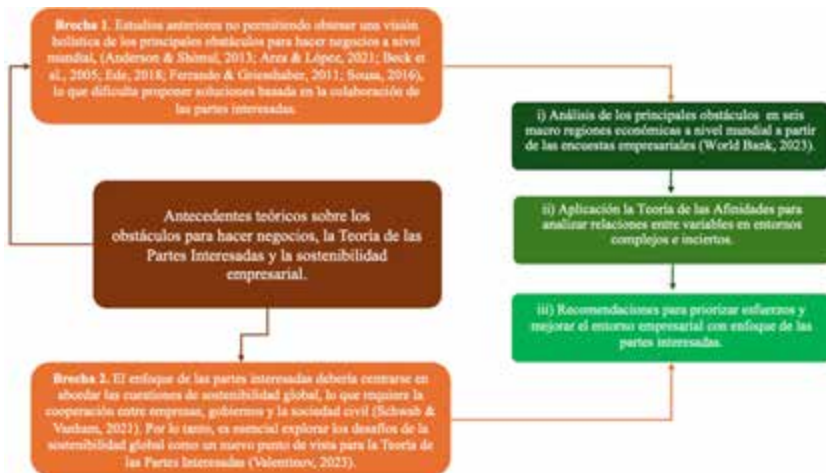 Brecha 1. Estudios anteriores no permitiendo obtener una visión
holística de los principales obstáculos para hacer negocios a nivel
mundial, (Anderson & Shimul, 2013; Ares & López, 2021; Beck et
al., 2005; Ede, 2018; Ferrando & Griesshaber, 2011; Sousa, 2016),
lo que dificulta proponer soluciones basada en la colaboración de
las partes interesadas.
Antecedentes teóricos sobre los
obstáculos para hacer negocios, la Teoría de las
Partes Interesadas y la sostenibilidad
empresarial.
Brecha 2. El enfoque de las partes interesadas debería centrarse en
abordar las cuestiones de sostenibilidad global, lo que requiere la
cooperación entre empresas, gobiernos y la sociedad civil (Schwab &
Vanham, 2021). Por lo tanto, es esencial explorar los desafíos de la
sostenibilidad global como un nuevo punto de vista para la Teoría de
las Partes Interesadas (Valentinov, 2023).
i) Análisis de los principales obstáculos en seis
macro regiones económicas a nivel mundial a partir
de las encuestas empresariales (World Bank, 2023).
ii) Aplicación la Teoría de las Afinidades para
analizar relaciones entre variables en entornos
complejos e inciertos.
iii) Recomendaciones para priorizar esfuerzos y
mejorar el entorno empresarial con enfoque de las
partes interesadas.